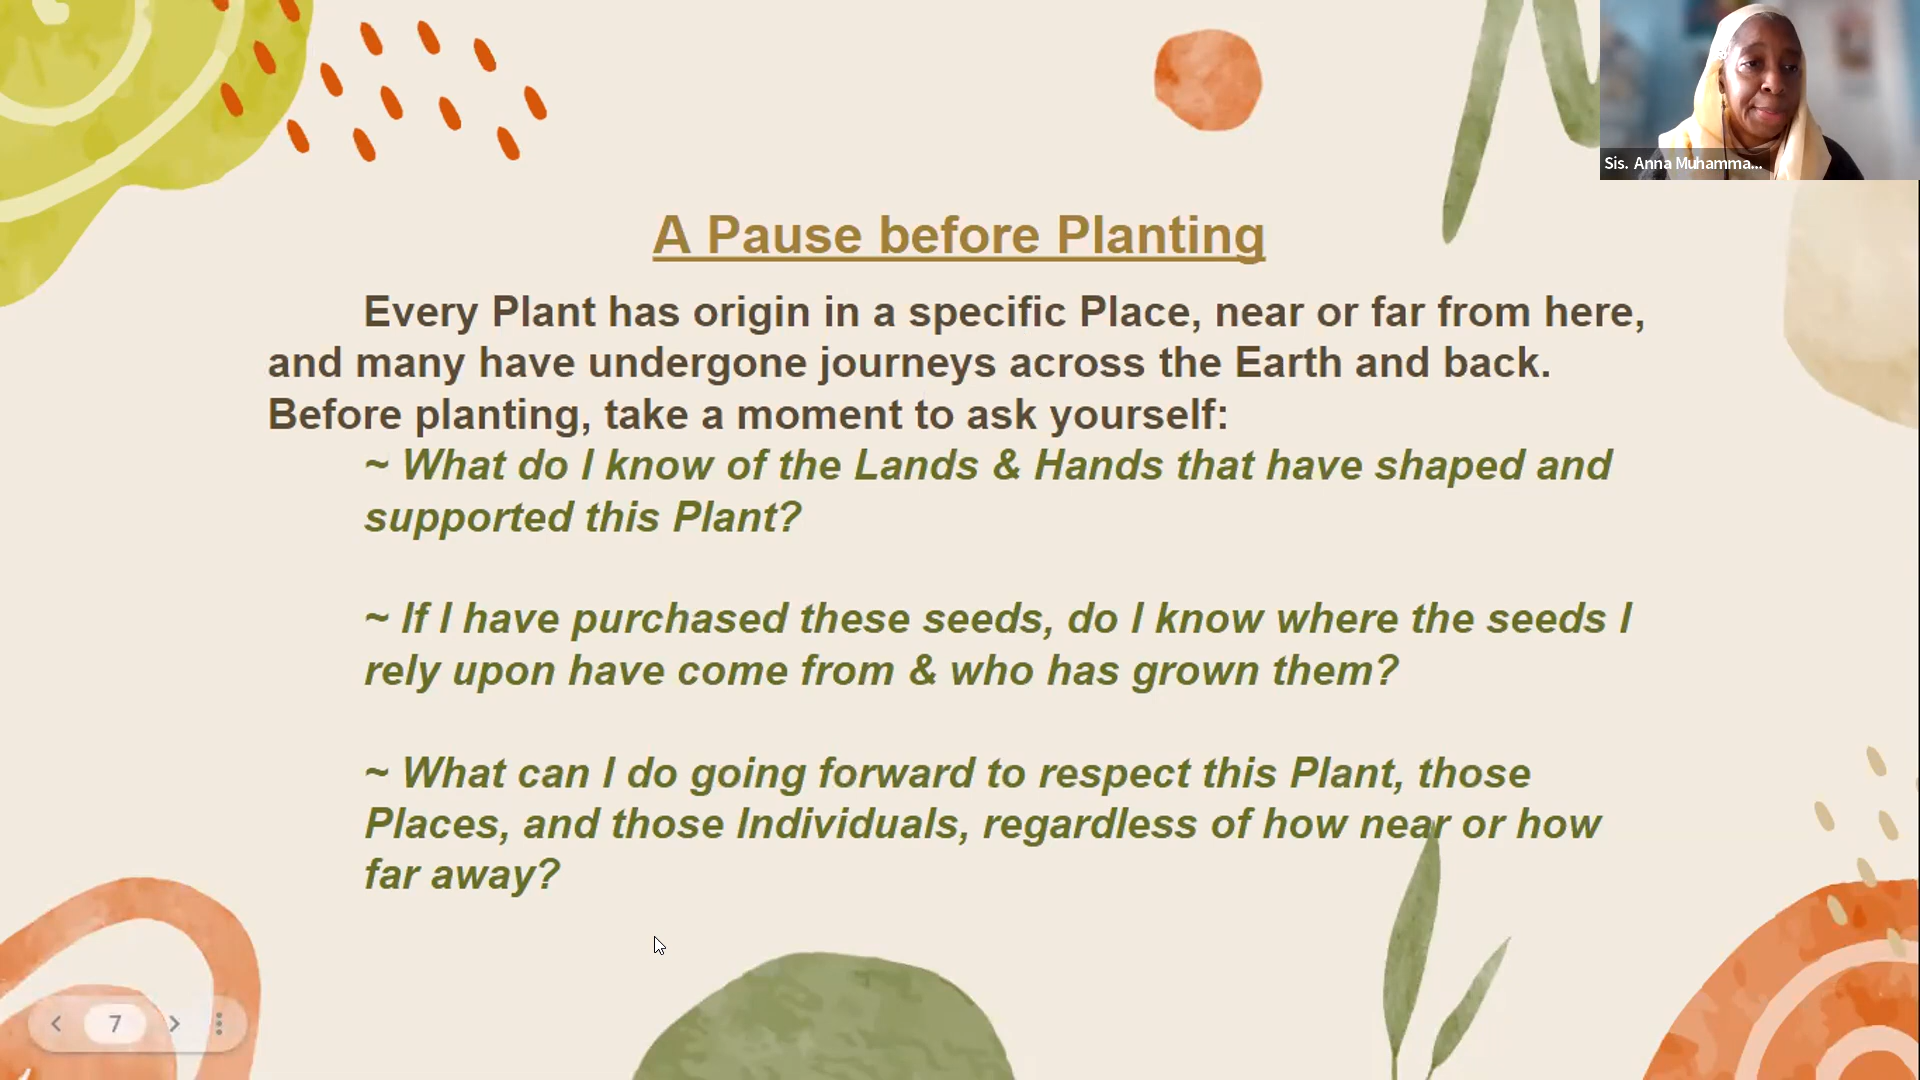 Sis. Anna Muhamma...
A Pause before Planting
Every Plant has origin in a specific Place, near or far from here,
and many have undergone journeys across the Earth and back.
Before planting, take a moment to ask yourself:
~ What do I know of the Lands & Hands that have shaped and
supported this Plant?
~ If I have purchased these seeds, do I know where the seeds I
rely upon have come from & who has grown them?
~ What can I do going forward to respect this Plant, those
Places, and those Individuals, regardless of how near or how
far away?
7